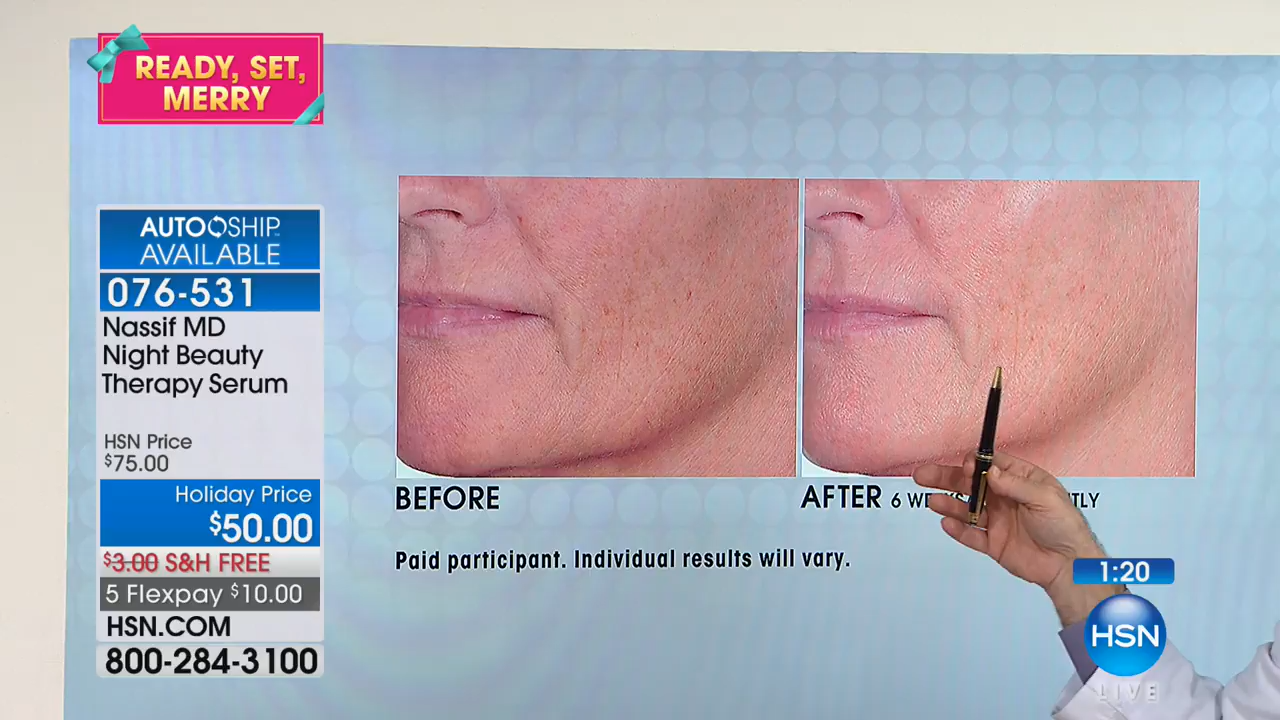 READY, SET,
MERRY
AUTOSHIP
AVAILABLE
076-531
Nassif MD
Night Beauty
Therapy Serum
HSN Price
$75.00
Holiday Price
$50.00
$3.00 S&H FREE
5 Flexpay $10.00
HSN.COM
800-284-3100
BEFORE
AFTER 6
Paid participant. Individual results will vary.
1:20
HSN
LIVE